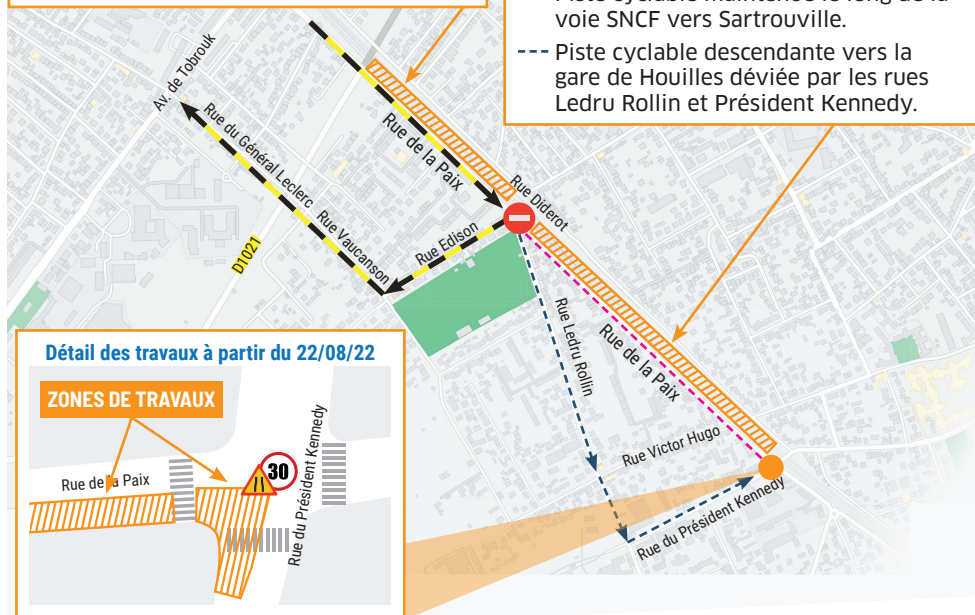 voie SNCF vers Sartrouville.
Piste cyclable descendante vers la
gare de Houilles déviée par les rues
Ledru Rollin et Président Kennedy.
Av. de Tobrouk
Rue du Général Leclerc
Rue de la Paix
Rue Diderot
Rue Vaucanson
Rue Edison
D1021
Rue Ledru Rollin
Rue de la Paix
Rue Victor Hugo
Rue du Président Kennedy
Détail des travaux à partir du 22/08/22
ZONES DE TRAVAUX
Rue de la Paix
30
Rue du Président Kennedy